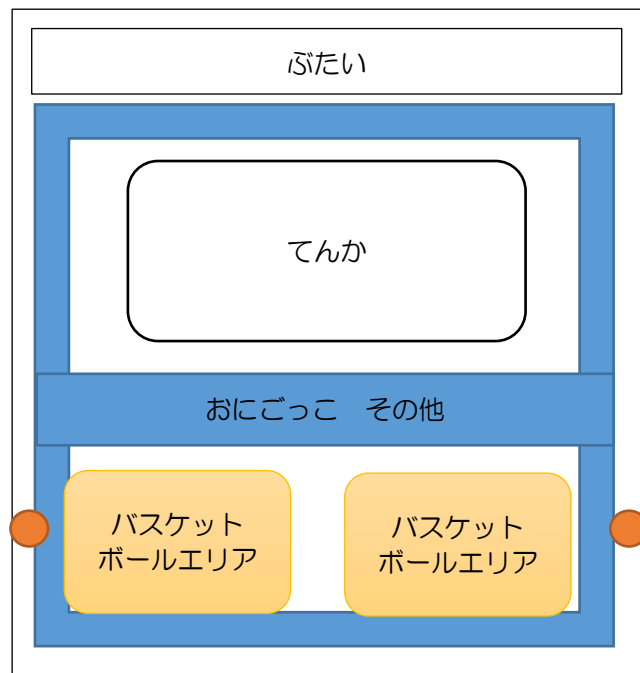 ぶたい
てんか
おにごっこ　その他
バスケット
ボールエリア
バスケット
ボールエリア